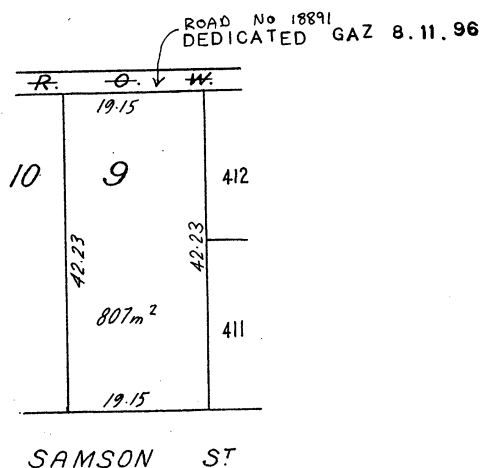 ROAD No 18891
DEDICATED GAZ 8.11.96
R. O. W.
19.15
10 9 412
42.23 42.23
807m²
411
19.15
SAMSON ST